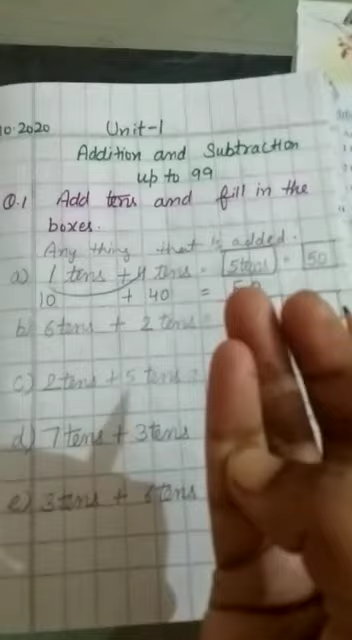 10.2020
Unit-1
Addition and Subtraction
up to 99
Q.1 Add tens and fill in the
boxes.
Any thing that is added.
a) 1 tens + 4 tens = 5 tens = 50
10 + 40 =
b) 6 tens + 2 tens =
c) 2 tens + 5 tens =
d) 7 tens + 3 tens
e) 3 tens + tens